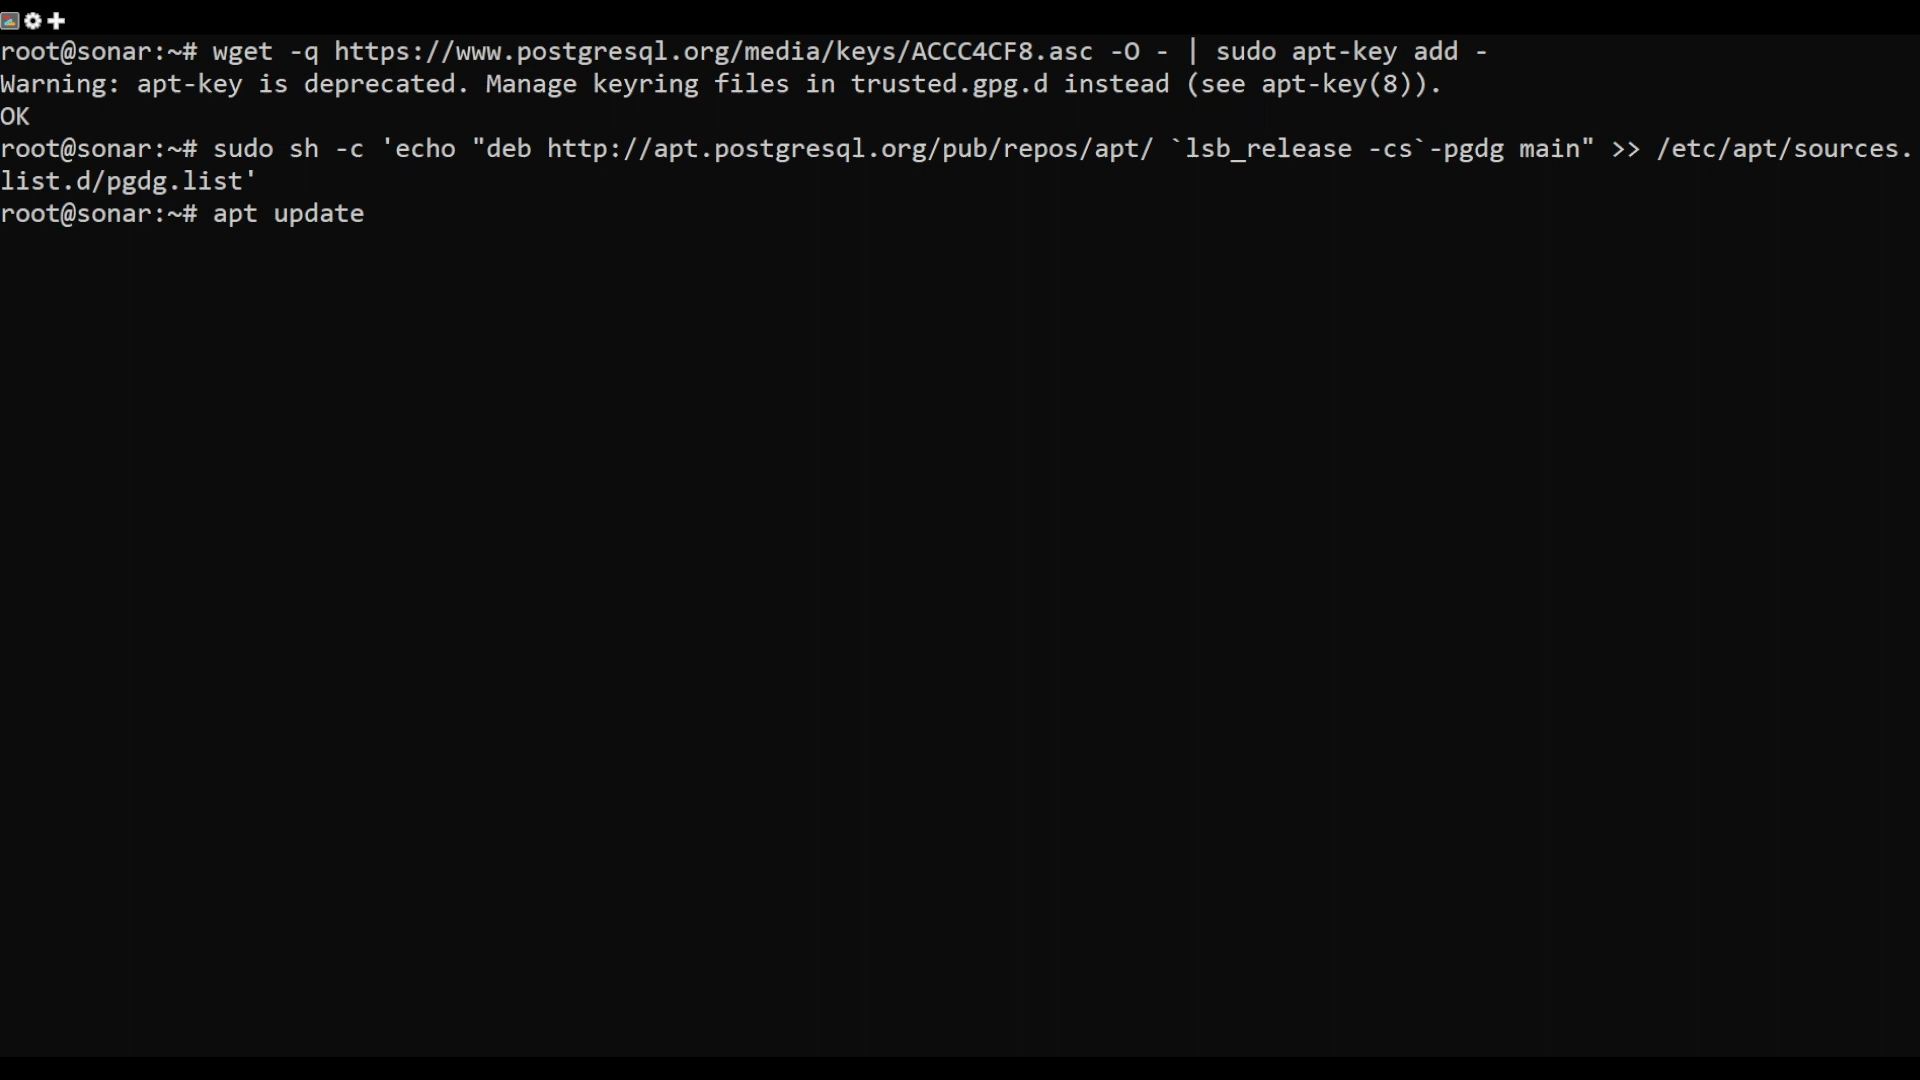 root@sonar:~# wget -q https://www.postgresql.org/media/keys/ACCC4CF8.asc -O - | sudo apt-key add -
Warning: apt-key is deprecated. Manage keyring files in trusted.gpg.d instead (see apt-key(8)).
OK
root@sonar:~# sudo sh -c 'echo "deb http://apt.postgresql.org/pub/repos/apt/ `lsb_release -cs`-pgdg main" >> /etc/apt/sources.
list.d/pgdg.list'
root@sonar:~# apt update